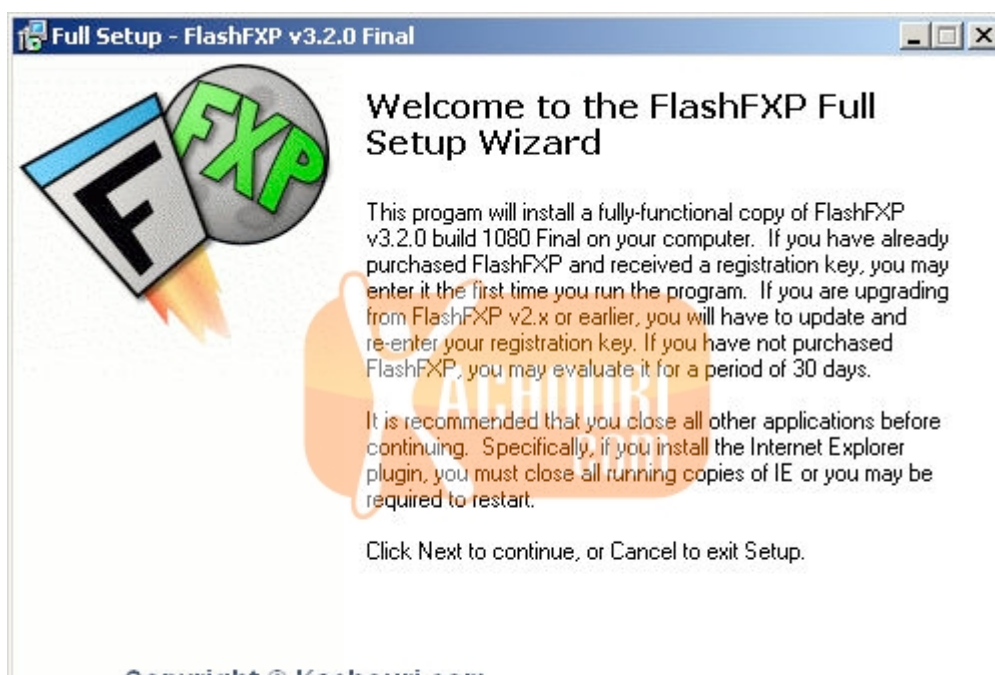 Full Setup - FlashFXP v3.2.0 Final
F
FXP
Welcome to the FlashFXP Full
Setup Wizard
This progam will install a fully-functional copy of FlashFXP
v3.2.0 build 1080 Final on your computer. If you have already
purchased FlashFXP and received a registration key, you may
enter it the first time you run the program. If you are upgrading
from FlashFXP v2.x or earlier, you will have to update and
re-enter your registration key. If you have not purchased
FlashFXP, you may evaluate it for a period of 30 days.
KACHOURI
.com
It is recommended that you close all other applications before
continuing. Specifically, if you install the Internet Explorer
plugin, you must close all running copies of IE or you may be
required to restart.
Click Next to continue, or Cancel to exit Setup.
Copyright © Kachouri.com